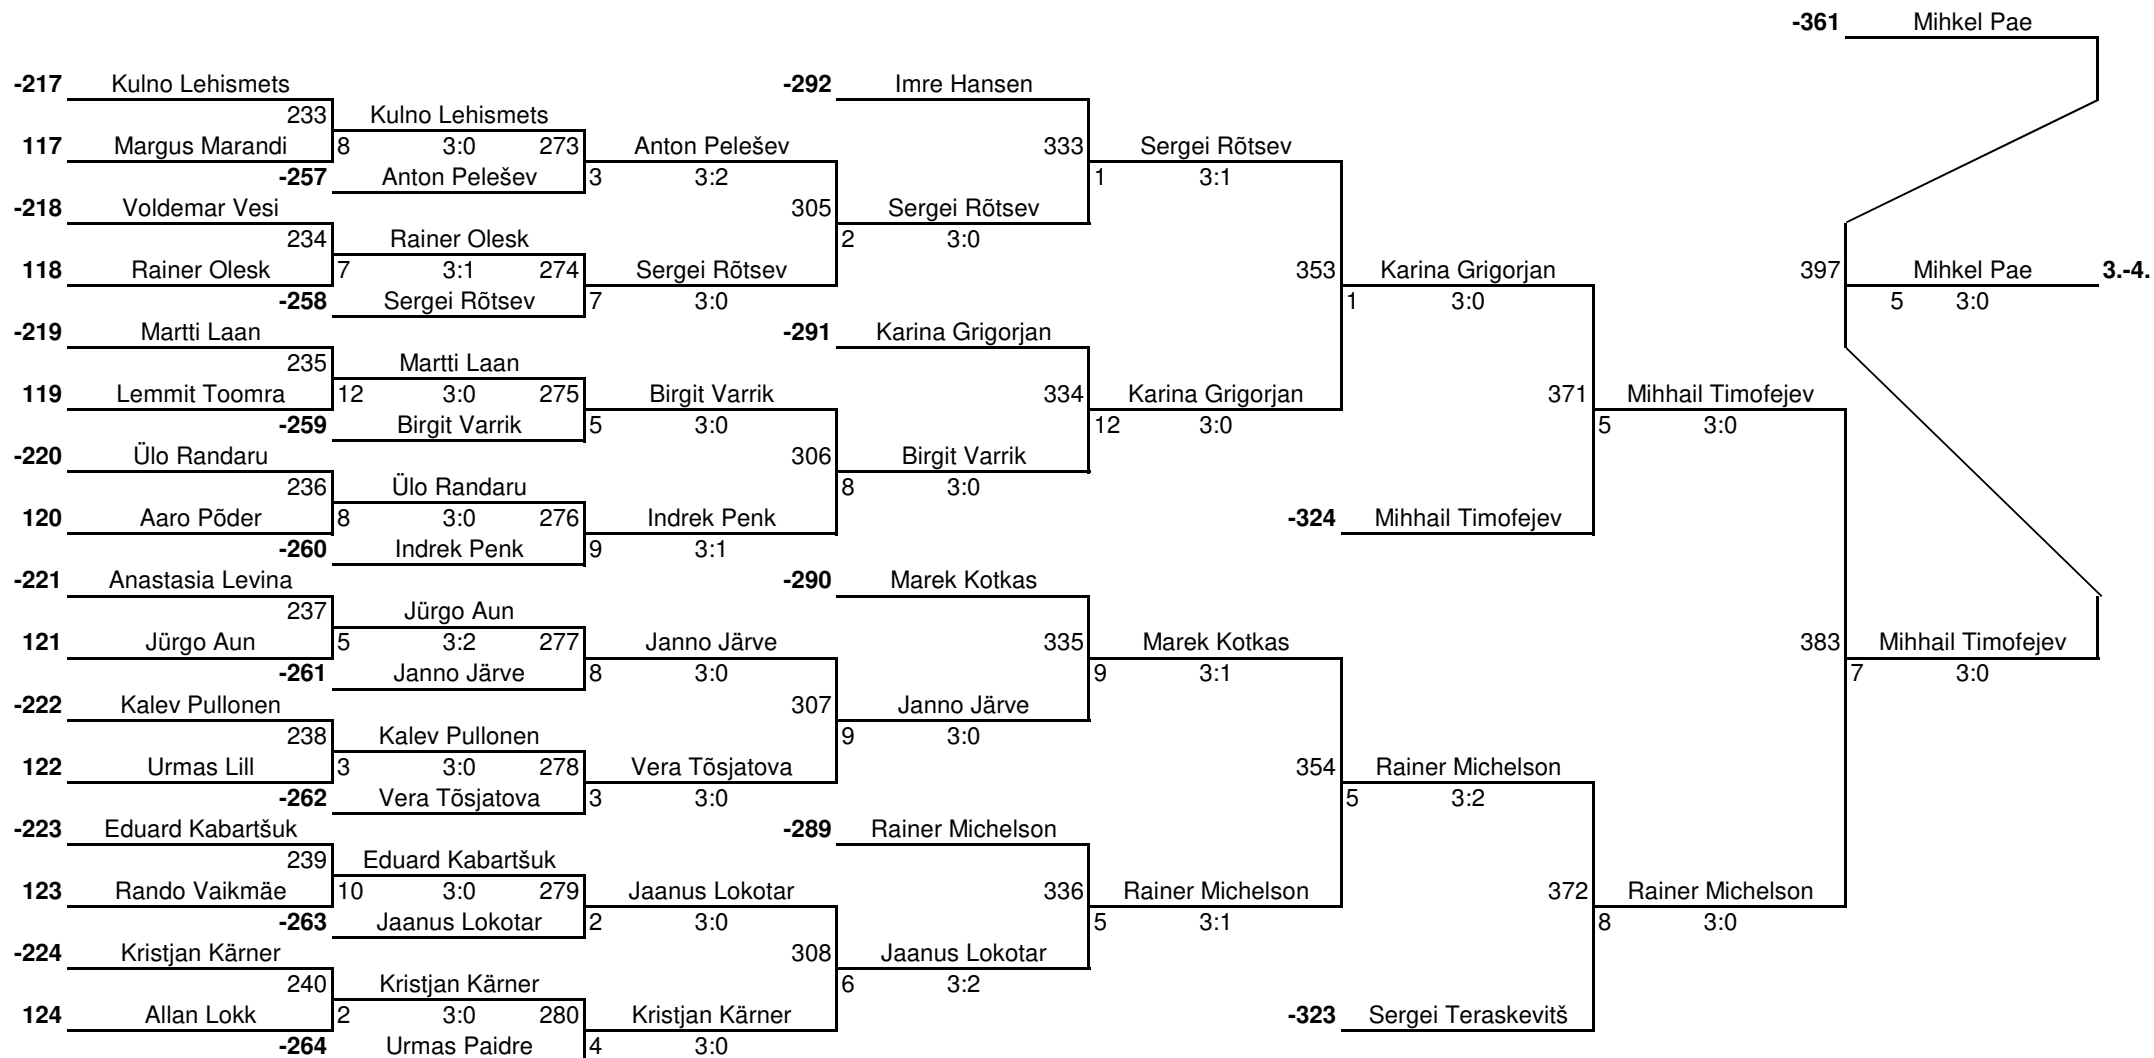 -361 Mihkel Pae
-217 Kulno Lehismets -292 Imre Hansen
233 Kulno Lehismets
117 Margus Marandi 8 3:0 273 Anton Pelešev 333 Sergei Rõtsev
-257 Anton Pelešev 3 3:2 1 3:1
-218 Voldemar Vesi 305 Sergei Rõtsev
234 Rainer Olesk 2 3:0
118 Rainer Olesk 7 3:1 274 Sergei Rõtsev 353 Karina Grigorjan 397 Mihkel Pae 3.-4.
-258 Sergei Rõtsev 7 3:0 1 3:0 5 3:0
-219 Martti Laan -291 Karina Grigorjan
235 Martti Laan
119 Lemmit Toomra 12 3:0 275 Birgit Varrik 334 Karina Grigorjan 371 Mihhail Timofejev
-259 Birgit Varrik 5 3:0 12 3:0 5 3:0
-220 Ülo Randaru 306 Birgit Varrik
236 Ülo Randaru 8 3:0
120 Aaro Põder 8 3:0 276 Indrek Penk -324 Mihhail Timofejev
-260 Indrek Penk 9 3:1
-221 Anastasia Levina -290 Marek Kotkas
237 Jürgo Aun
121 Jürgo Aun 5 3:2 277 Janno Järve 335 Marek Kotkas 383 Mihhail Timofejev
-261 Janno Järve 8 3:0 9 3:1 7 3:0
-222 Kalev Pullonen 307 Janno Järve
238 Kalev Pullonen 9 3:0
122 Urmas Lill 3 3:0 278 Vera Tõsjatova 354 Rainer Michelson
-262 Vera Tõsjatova 3 3:0 5 3:2
-223 Eduard Kabartšuk -289 Rainer Michelson
239 Eduard Kabartšuk
123 Rando Vaikmäe 10 3:0 279 Jaanus Lokotar 336 Rainer Michelson 372 Rainer Michelson
-263 Jaanus Lokotar 2 3:0 5 3:1 8 3:0
-224 Kristjan Kärner 308 Jaanus Lokotar
240 Kristjan Kärner 6 3:2
124 Allan Lokk 2 3:0 280 Kristjan Kärner -323 Sergei Teraskevitš
-264 Urmas Paidre 4 3:0